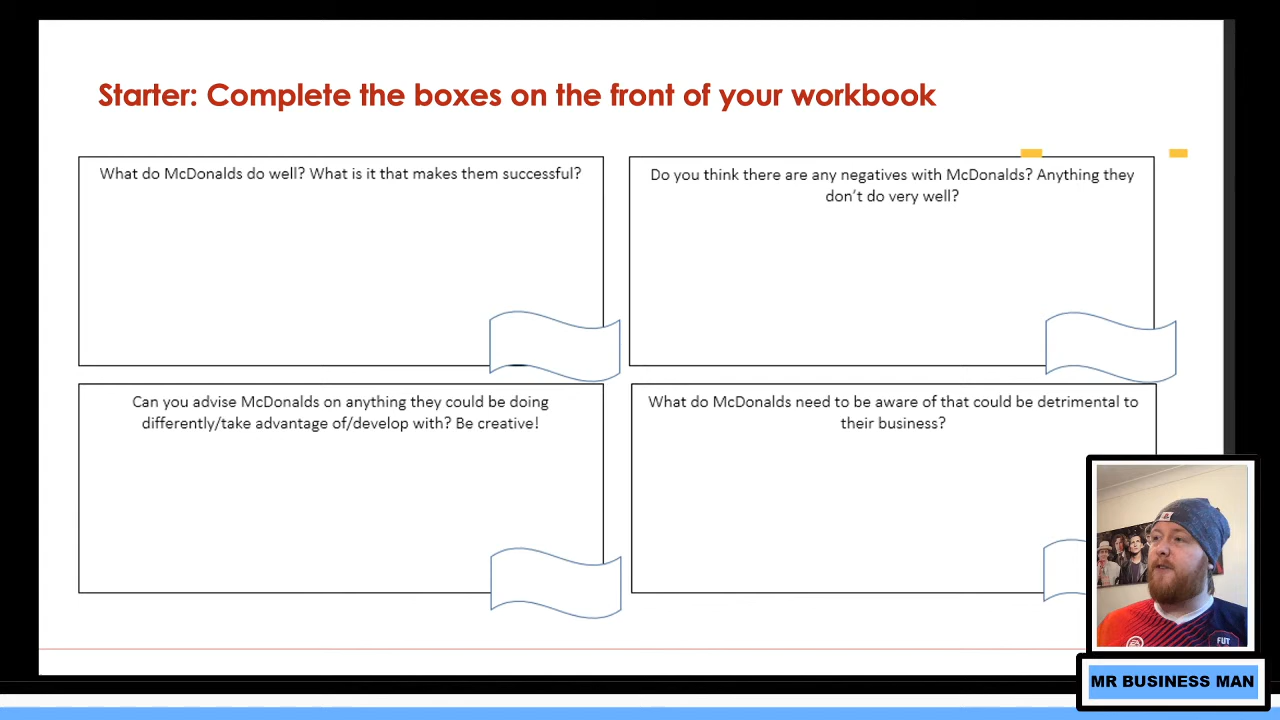 Starter: Complete the boxes on the front of your workbook
What do McDonalds do well? What is it that makes them successful?
Do you think there are any negatives with McDonalds? Anything they
don't do very well?
Can you advise McDonalds on anything they could be doing
differently/take advantage of/develop with? Be creative!
What do McDonalds need to be aware of that could be detrimental to
their business?
FUT
MR BUSINESS MAN